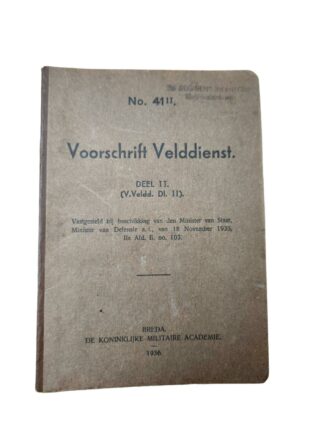 No. 41II.
Voorschrift Velddienst.
DEEL II.
(V.Veldd. Dl. II).
Vastgesteld bij beschikking van den Minister van Staat,
Minister van Defensie a.i., van 18 November 1935,
IIe Afd. B. no. 103.
BREDA.
DE KONINKLIJKE MILITAIRE ACADEMIE.
1936